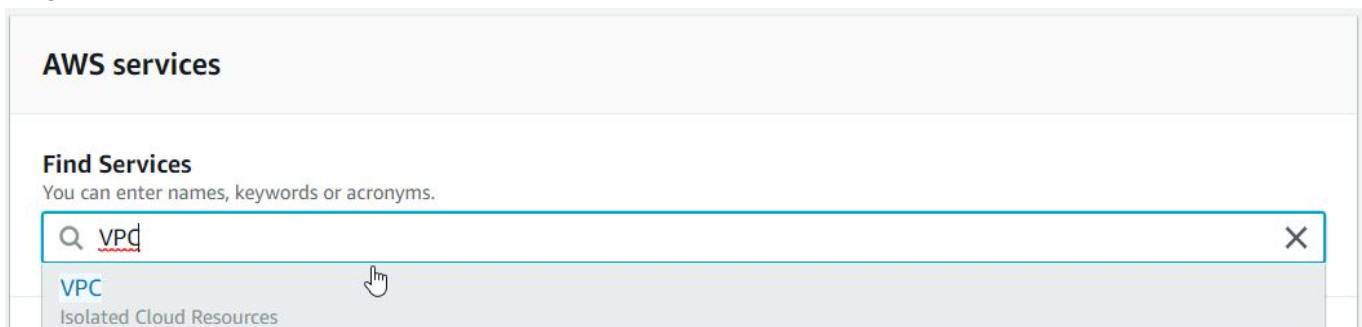 AWS services
Find Services
You can enter names, keywords or acronyms.
VPC
VPC
Isolated Cloud Resources